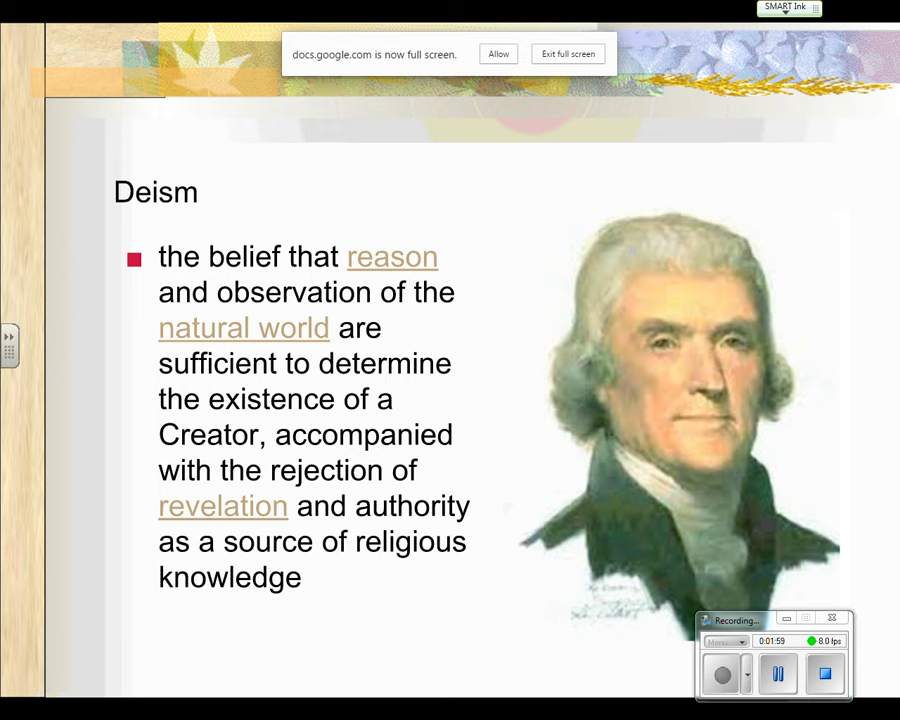 SMART Ink
docs.google.com is now full screen.
Allow
Exit full screen
Deism
the belief that reason
and observation of the
natural world are
sufficient to determine
the existence of a
Creator, accompanied
with the rejection of
revelation and authority
as a source of religious
knowledge
Recording...
Menu
0:01:59
8.0 fps